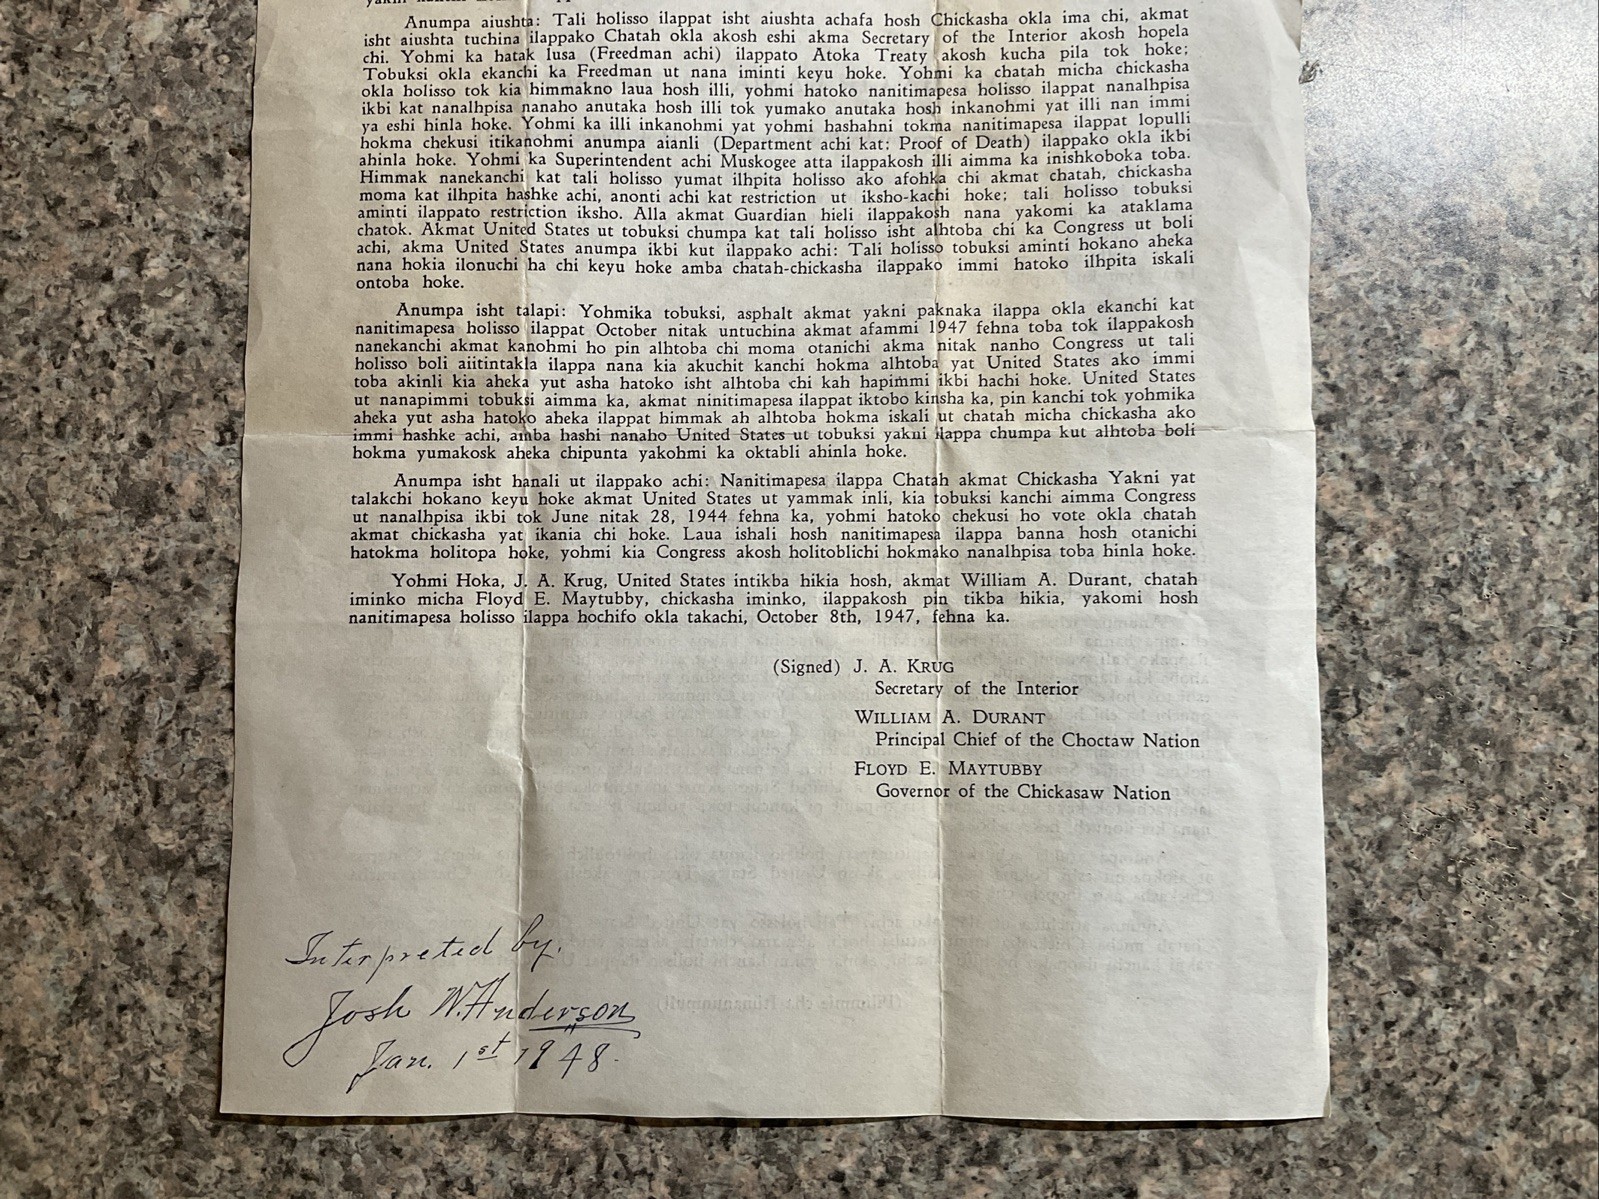 Anumpa aiushta: Tali holisso ilappat isht aiushta achafa hosh Chickasha okla ima chi, akmat
isht aiushta tuchina ilappako Chatah okla akosh eshi akma Secretary of the Interior akosh hopela
chi. Yohmi ka hatak lusa (Freedman achi) ilappato Atoka Treaty akosh kucha pila tok hoke;
Tobuksi okla ekanchi ka Freedman ut nana iminti keyu hoke. Yohmi ka chatah micha chickasha
okla holisso tok kia himmakno laua hosh illi, yohmi hatoko nanitimapesa holisso ilappat nanalhpisa
ikbi kat nanalhpisa nanaho anutaka hosh illi tok yumako anutaka hosh inkanohmi yat illi nan immi
ya eshi hinla hoke. Yohmi ka illi inkanohmi yat yohmi hashahni tokma nanitimapesa ilappat lopulli
hokma chekusi itikanohmi anumpa aianli (Department achi kat: Proof of Death) ilappako okla ikbi
ahinla hoke. Yohmi ka Superintendent achi Muskogee atta ilappakosh illi aimma ka inishkoboka toba.
Himmak nanekanchi kat tali holisso yumat ilhpita holisso ako afohka chi akmat chatah, chickasha
moma kat ilhpita hashke achi, anonti achi kat restriction ut iksho-kachi hoke; tali holisso tobuksi
aminti ilappato restriction iksho. Alla akmat Guardian hieli ilappakosh nana yakomi ka ataklama
chatok. Akmat United States ut tobuksi chumpa kat tali holisso isht alhtoba chi ka Congress ut boli
achi, akma United States anumpa ikbi kut ilappako achi: Tali holisso tobuksi aminti hokano aheka
nana hokia ilonuchi ha chi keyu hoke amba chatah-chickasha ilappako immi hatoko ilhpita iskali
ontoba hoke.
Anumpa isht talapi: Yohmika tobuksi, asphalt akmat yakni paknaka ilappa okla ekanchi kat
nanitimapesa holisso ilappat October nitak untuchina akmat afammi 1947 fehna toba tok ilappakosh
nanekanchi akmat kanohmi ho pin alhtoba chi moma otanichi akma nitak nanho Congress ut tali
holisso boli aiitintakla ilappa nana kia akuchit kanchi hokma alhtoba yat United States ako immi
toba akinli kia aheka yut asha hatoko isht alhtoba chi kah hapimmi ikbi hachi hoke. United States
ut nanapimmi tobuksi aimma ka, akmat ninitimapesa ilappat iktobo kinsha ka, pin kanchi tok yohmika
aheka yut asha hatoko aheka ilappat himmak ah alhtoba hokma iskali ut chatah micha chickasha ako
immi hashke achi, amba hashi nanaho United States ut tobuksi yakni ilappa chumpa kut alhtoba boli
hokma yumakosk aheka chipunta yakohmi ka oktabli ahinla hoke.
Anumpa isht hanali ut ilappako achi: Nanitimapesa ilappa Chatah akmat Chickasha Yakni yat
talakchi hokano keyu hoke akmat United States ut yammak inli, kia tobuksi kanchi aimma Congress
ut nanalhpisa ikbi tok June nitak 28, 1944 fehna ka, yohmi hatoko chekusi ho vote okla chatah
akmat chickasha yat ikania chi hoke. Laua ishali hosh nanitimapesa ilappa banna hosh otanichi
hatokma holitopa hoke, yohmi kia Congress akosh holitoblichi hokmako nanalhpisa toba hinla hoke.
Yohmi Hoka, J. A. Krug, United States intikba hikia hosh, akmat William A. Durant, chatah
iminko micha Floyd E. Maytubby, chickasha iminko, ilappakosh pin tikba hikia, yakomi hosh
nanitimapesa holisso ilappa hochifo okla takachi, October 8th, 1947, fehna ka.
(Signed) J. A. KRUG
Secretary of the Interior
WILLIAM A. DURANT
Principal Chief of the Choctaw Nation
FLOYD E. MAYTUBBY
Governor of the Chickasaw Nation
Interpreted by.
Josh W. Anderson
Jan. 1st 1948.